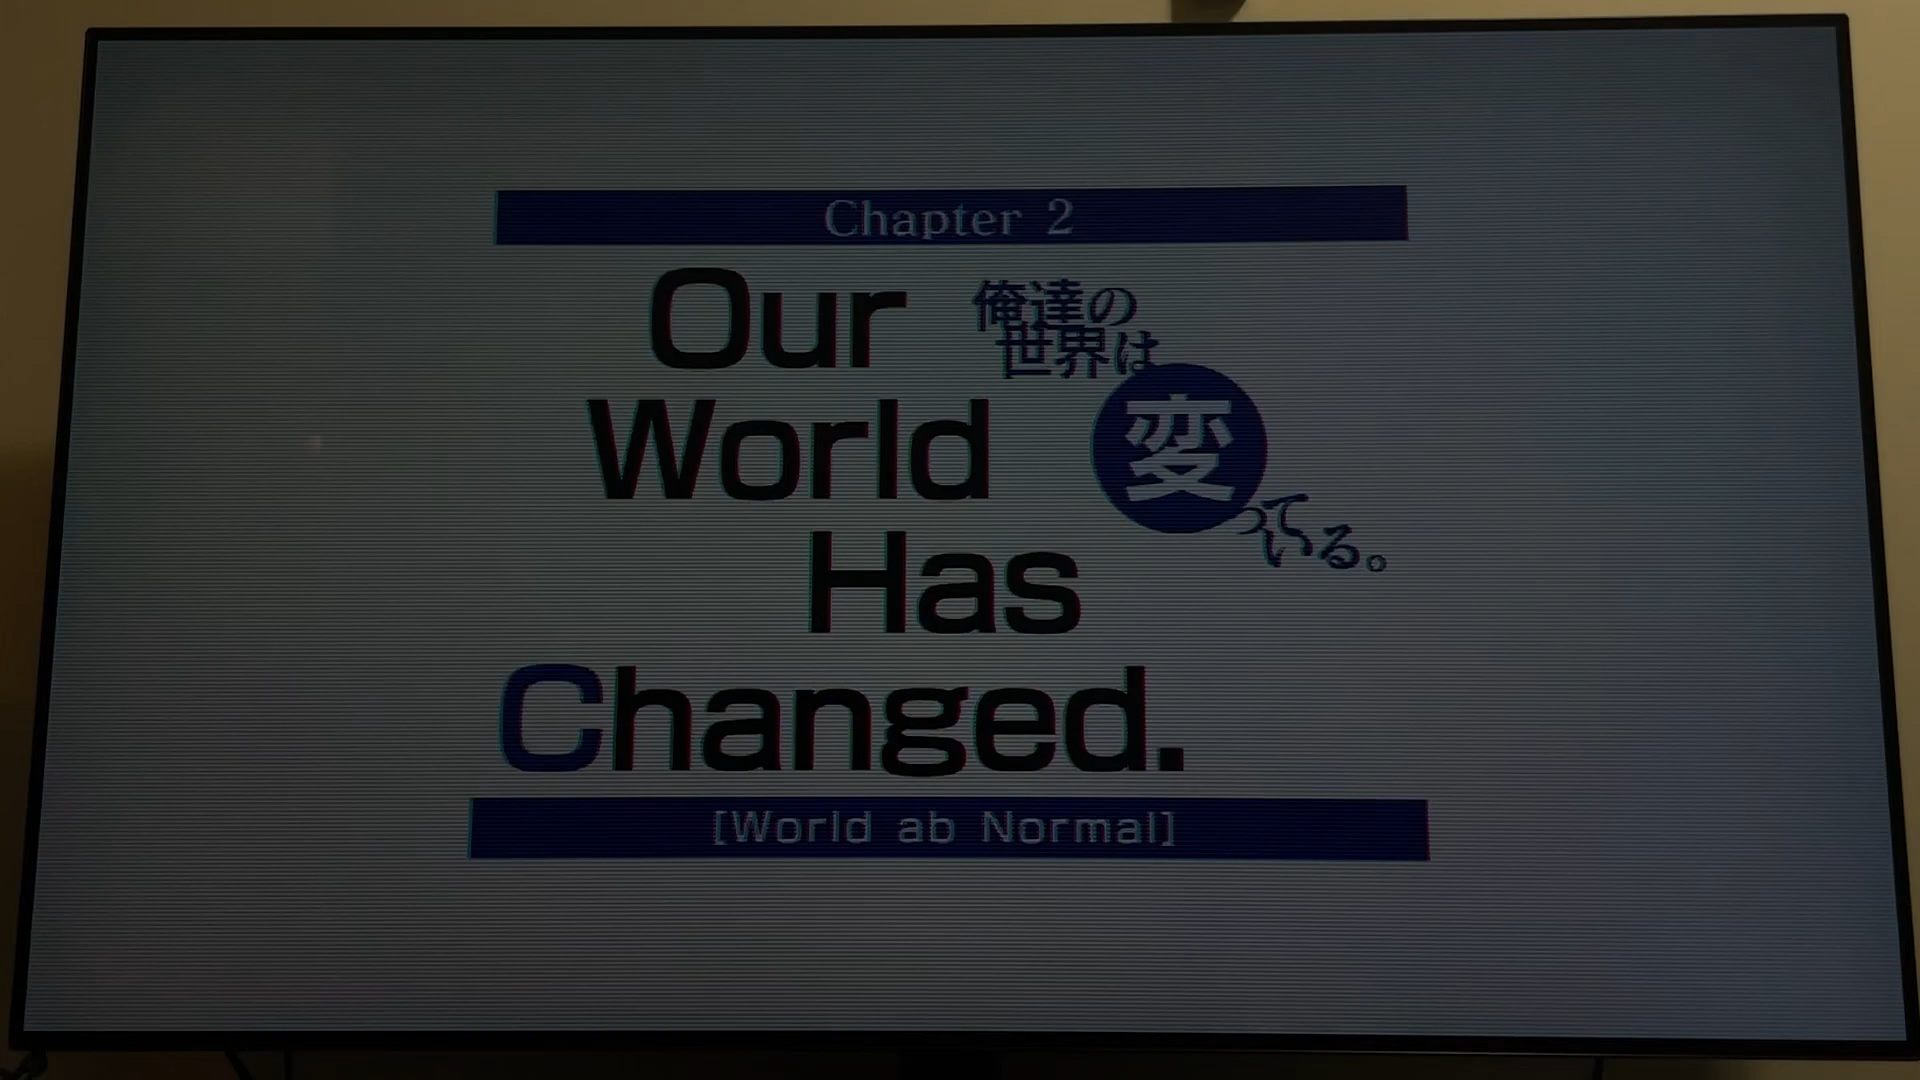 Chapter 2
Our
World
Has
Changed.
俺達の
世界は
変
って
いる。
[World ab Normal]